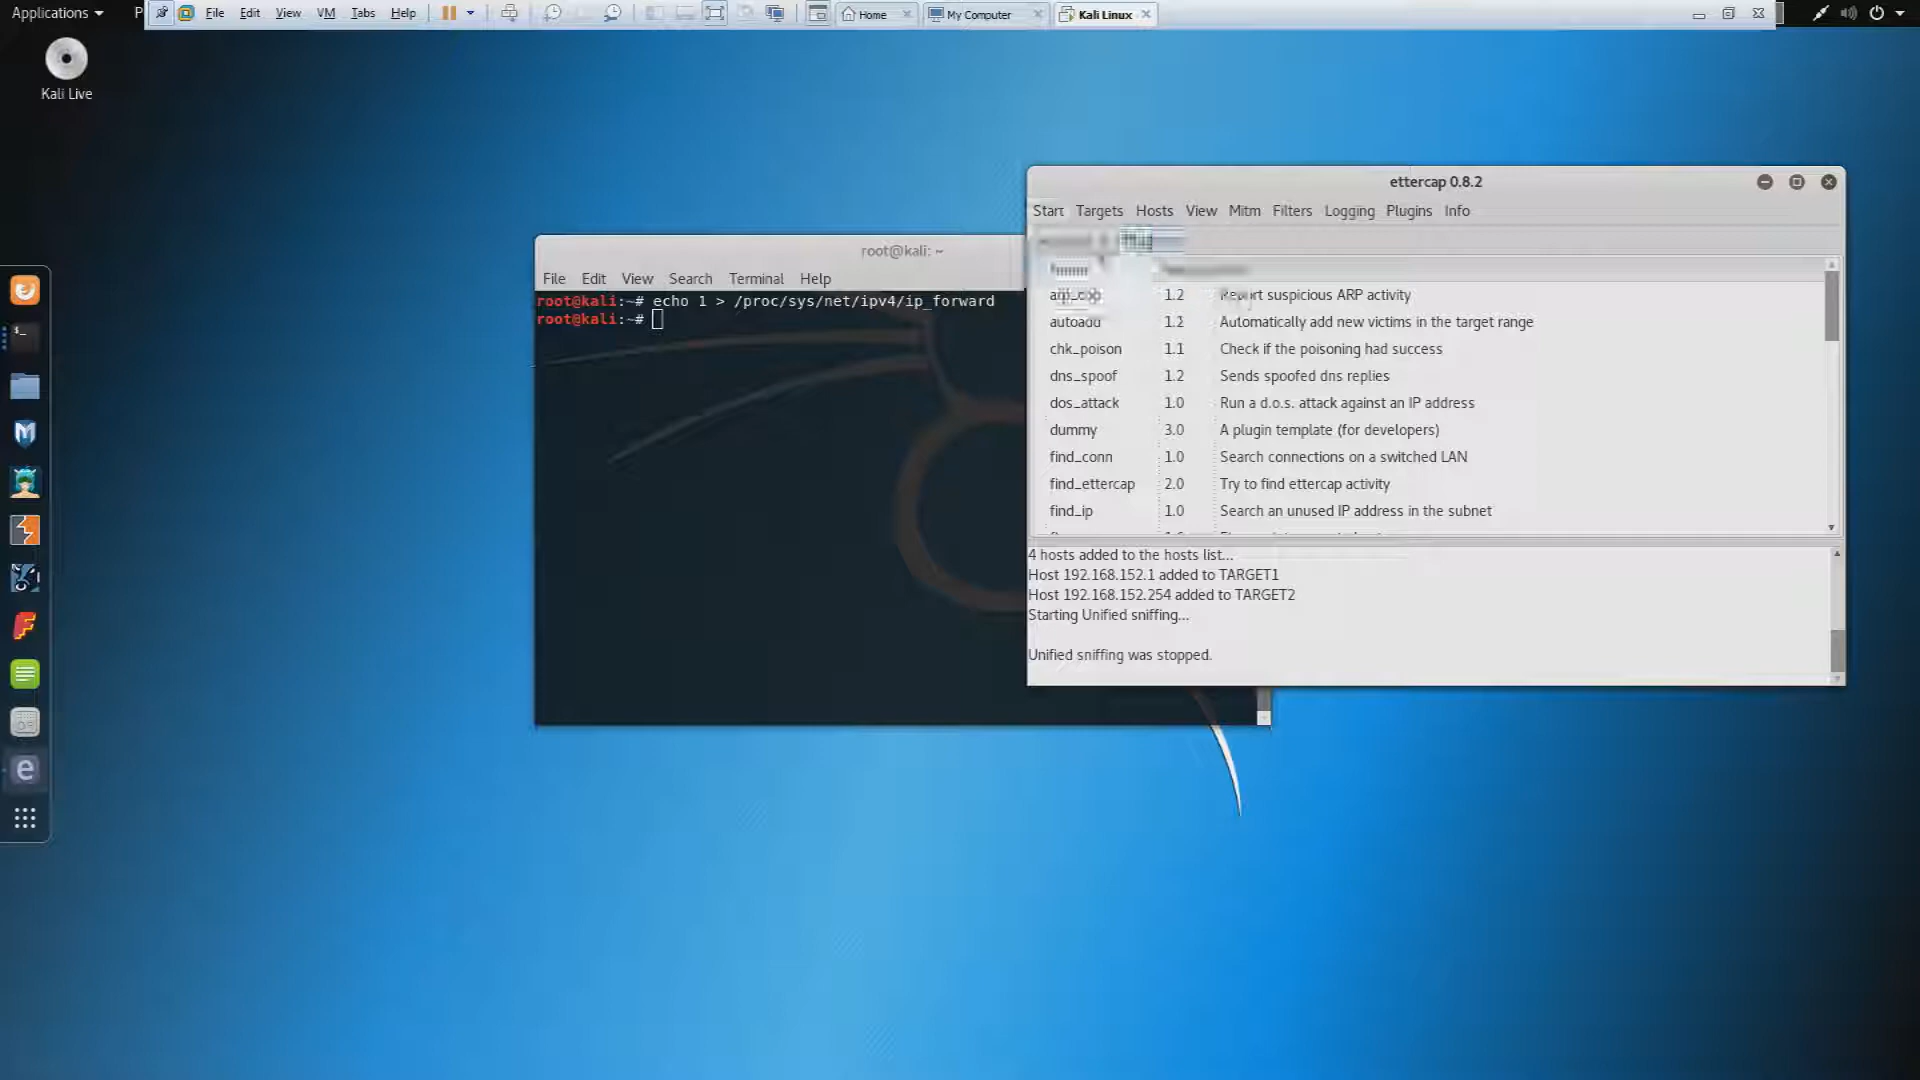 Applications
P
File Edit View VM Tabs Help
Home
My Computer
Kali Linux
Kali Live
root@kali: ~
File Edit View Search Terminal Help
root@kali:~# echo 1 > /proc/sys/net/ipv4/ip_forward
root@kali:~#
ettercap 0.8.2
Start Targets Hosts View Mitm Filters Logging Plugins Info
1.2 Report suspicious ARP activity
autoadd 1.2 Automatically add new victims in the target range
chk_poison 1.1 Check if the poisoning had success
dns_spoof 1.2 Sends spoofed dns replies
dos_attack 1.0 Run a d.o.s. attack against an IP address
dummy 3.0 A plugin template (for developers)
find_conn 1.0 Search connections on a switched LAN
find_ettercap 2.0 Try to find ettercap activity
find_ip 1.0 Search an unused IP address in the subnet
4 hosts added to the hosts list...
Host 192.168.152.1 added to TARGET1
Host 192.168.152.254 added to TARGET2
Starting Unified sniffing...
Unified sniffing was stopped.